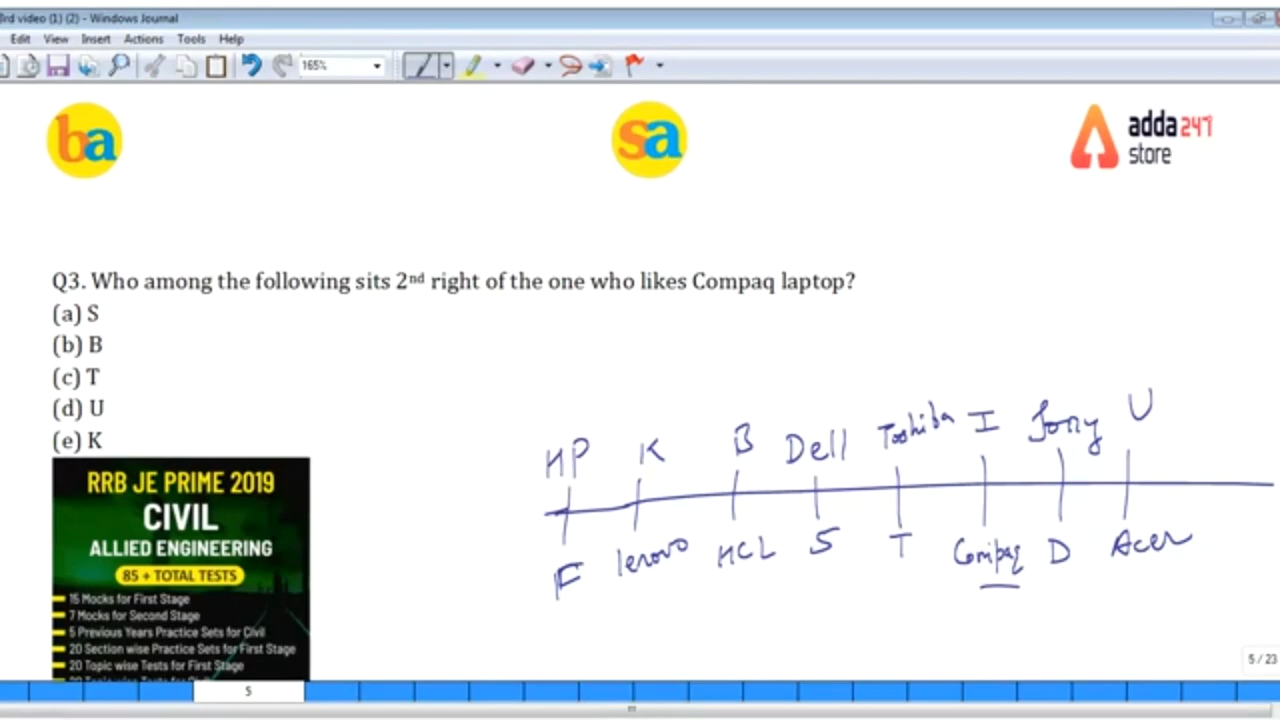 3rd video (1) (2) - Windows Journal
Edit View Insert Actions Tools Help
165%
ba
sa
adda247
store
Q3. Who among the following sits 2nd right of the one who likes Compaq laptop?
(a) S
(b) B
(c) T
(d) U
(e) K
HP K B Dell Toshiba I Sony U
F lenovo HCL S T Compaq D Acer
RRB JE PRIME 2019
CIVIL
ALLIED ENGINEERING
85 + TOTAL TESTS
15 Mocks for First Stage
7 Mocks for Second Stage
5 Previous Years Practice Sets for Civil
20 Section wise Practice Sets for First Stage
20 Topic wise Tests for First Stage
5 / 23
5